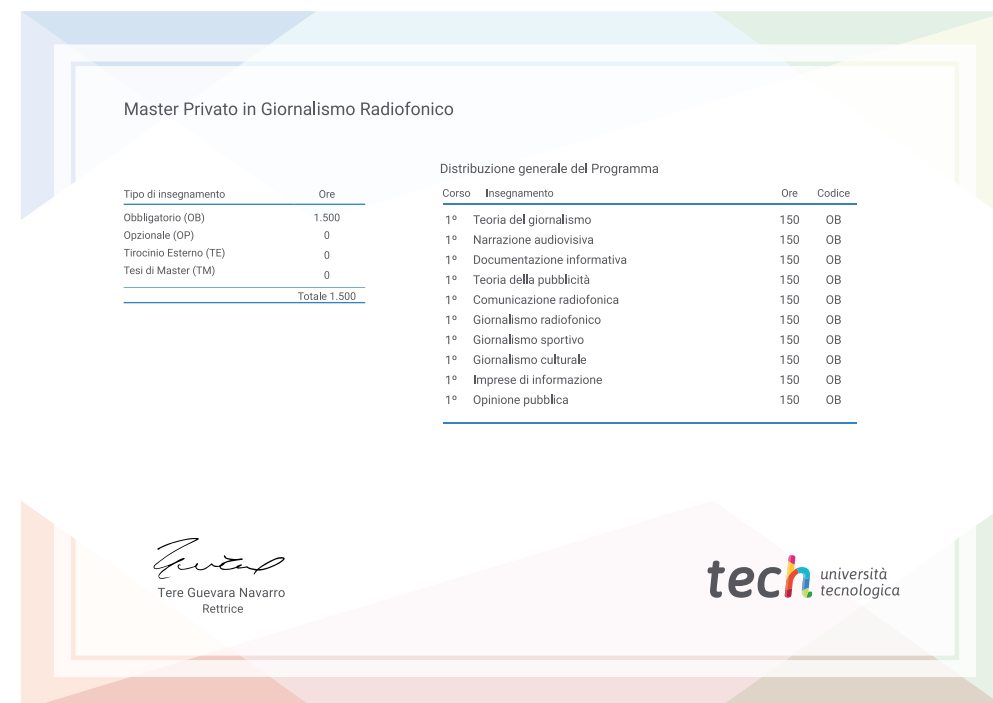 Master Privato in Giornalismo Radiofonico
Tipo di insegnamento Ore
Obbligatorio (OB) 1.500
Opzionale (OP) 0
Tirocinio Esterno (TE) 0
Tesi di Master (TM) 0
Totale 1.500
Distribuzione generale del Programma
Corso Insegnamento Ore Codice
1º Teoria del giornalismo 150 OB
1º Narrazione audiovisiva 150 OB
1º Documentazione informativa 150 OB
1º Teoria della pubblicità 150 OB
1º Comunicazione radiofonica 150 OB
1º Giornalismo radiofonico 150 OB
1º Giornalismo sportivo 150 OB
1º Giornalismo culturale 150 OB
1º Imprese di informazione 150 OB
1º Opinione pubblica 150 OB
Tere Guevara Navarro
Rettrice
tech università
tecnologica